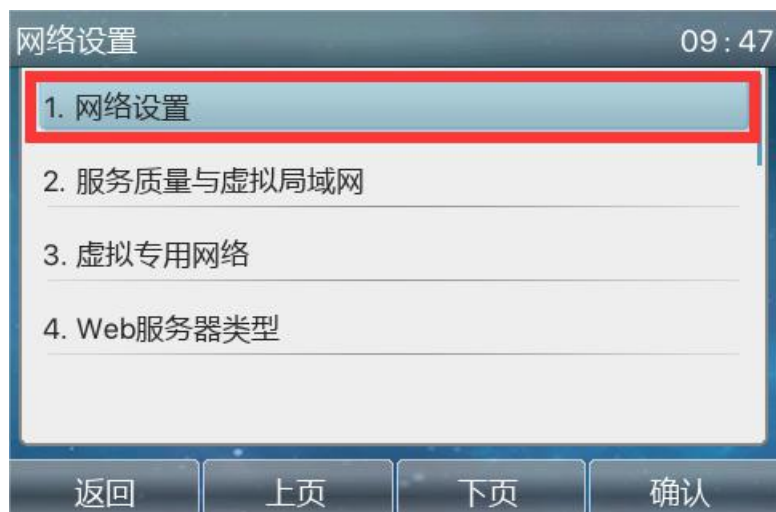 网络设置 09:47
1. 网络设置
2. 服务质量与虚拟局域网
3. 虚拟专用网络
4. Web服务器类型
返回 上页 下页 确认